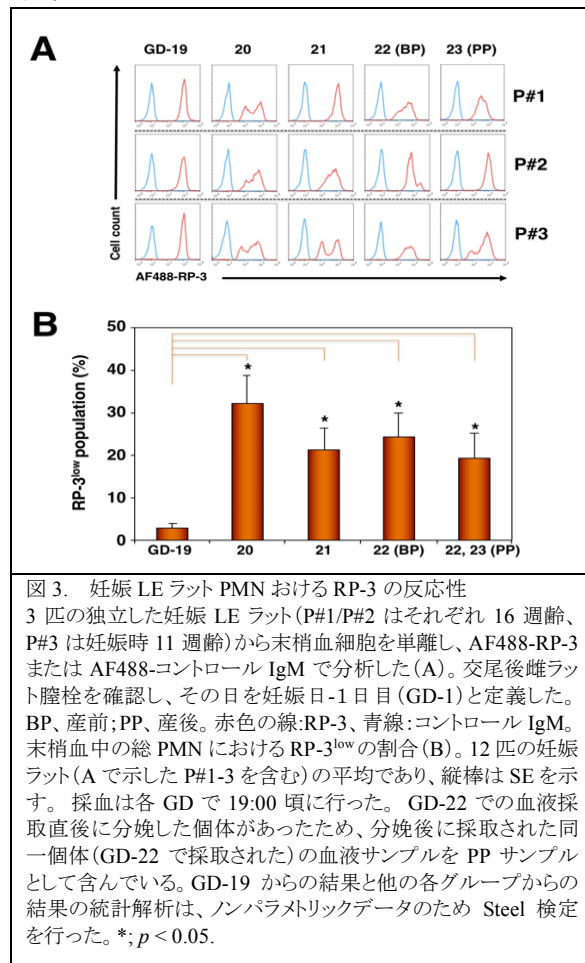 A
GD-19 20 21 22 (BP) 23 (PP)
P#1
P#2
P#3
Cell count
AF488-RP-3
B
RP-3low population (%)
50
40
30
20
10
0
* * * *
GD-19 20 21 22 (BP) 22, 23 (PP)
図 3. 妊娠 LE ラット PMN おける RP-3 の反応性
3 匹の独立した妊娠 LE ラット(P#1/P#2 はそれぞれ 16 週齢、
P#3 は妊娠時 11 週齢)から末梢血細胞を単離し、AF488-RP-3
または AF488-コントロール IgM で分析した(A)。交尾後雌ラッ
ト膣栓を確認し、その日を妊娠日-1 日目(GD-1)と定義した。
BP、産前;PP、産後。赤色の線:RP-3、青線:コントロール IgM。
末梢血中の総 PMN における RP-3lowの割合(B)。12 匹の妊娠
ラット(A で示した P#1-3 を含む)の平均であり、縦棒は SE を示
す。 採血は各 GD で 19:00 頃に行った。 GD-22 での血液採
取直後に分娩した個体があったため、分娩後に採取された同
一個体(GD-22 で採取された)の血液サンプルを PP サンプル
として含んでいる。GD-19 からの結果と他の各グループからの
結果の統計解析は、ノンパラメトリックデータのため Steel 検定
を行った。*; p < 0.05.